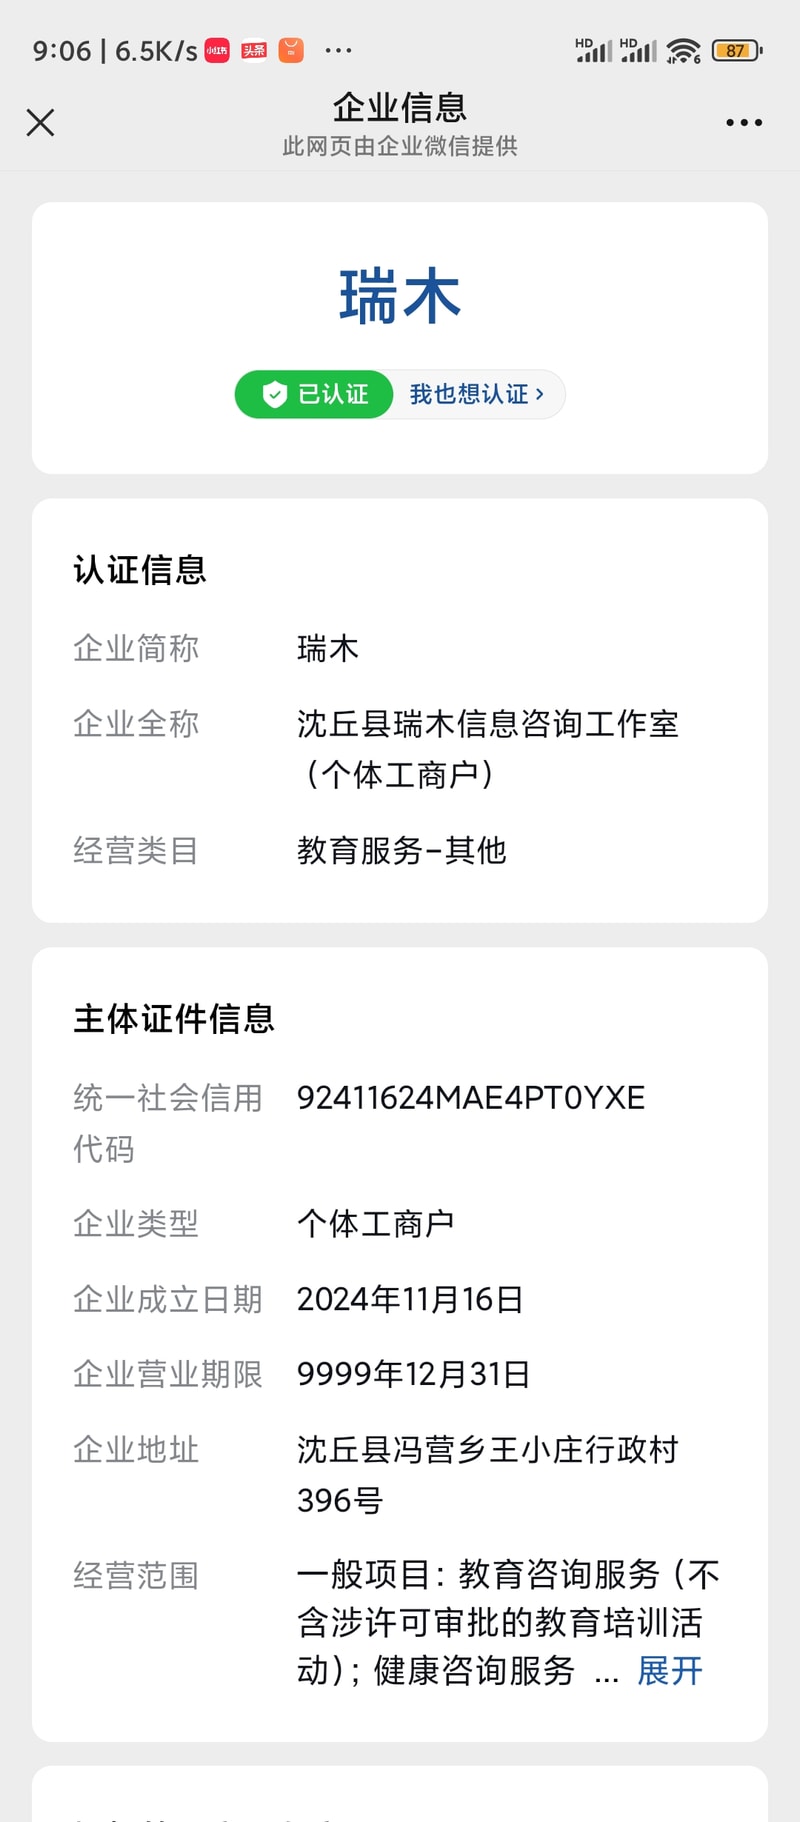 9:06 | 6.5K/s 小红书 头条 ...
HD HD 6 87
企业信息
此网页由企业微信提供
瑞木
已认证 我也想认证 ›
认证信息
企业简称 瑞木
企业全称 沈丘县瑞木信息咨询工作室
（个体工商户）
经营类目 教育服务-其他
主体证件信息
统一社会信用 92411624MAE4PT0YXE
代码
企业类型 个体工商户
企业成立日期 2024年11月16日
企业营业期限 9999年12月31日
企业地址 沈丘县冯营乡王小庄行政村
396号
经营范围 一般项目：教育咨询服务（不
含涉许可审批的教育培训活
动）；健康咨询服务 ... 展开